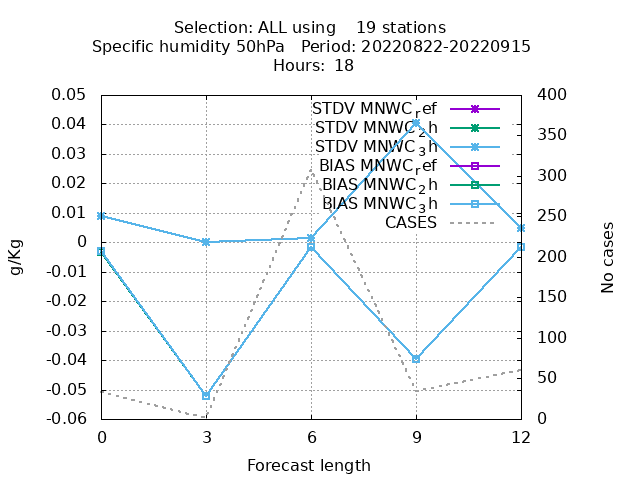 Selection: ALL using    19 stations
Specific humidity 50hPa   Period: 20220822-20220915
Hours:  18
0.05
0.04
0.03
0.02
0.01
0
-0.01
-0.02
-0.03
-0.04
-0.05
-0.06
g/Kg
STDV MNWC_ref
STDV MNWC_2h
STDV MNWC_3h
BIAS MNWC_ref
BIAS MNWC_2h
BIAS MNWC_3h
CASES
400
350
300
250
200
150
100
50
0
No cases
0 3 6 9 12
Forecast length